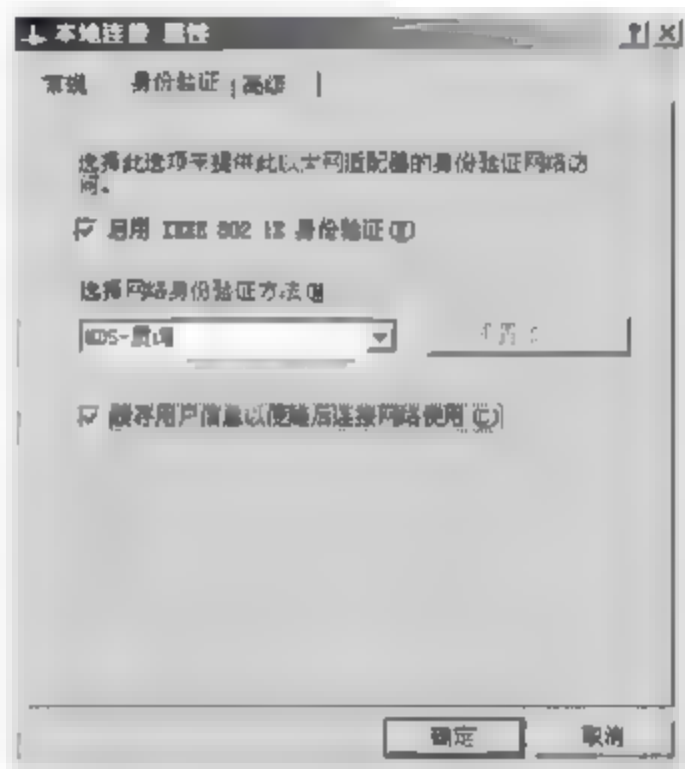 本地连接 属性
常规 身份验证 高级
选择此选项来提供此以太网适配器的身份验证网络访
问。
启用 IEEE 802.1X 身份验证(E)
选择网络身份验证方法(M)
MD5-质询
设置
缓存用户信息以便随后连接网络使用(C)
确定 取消